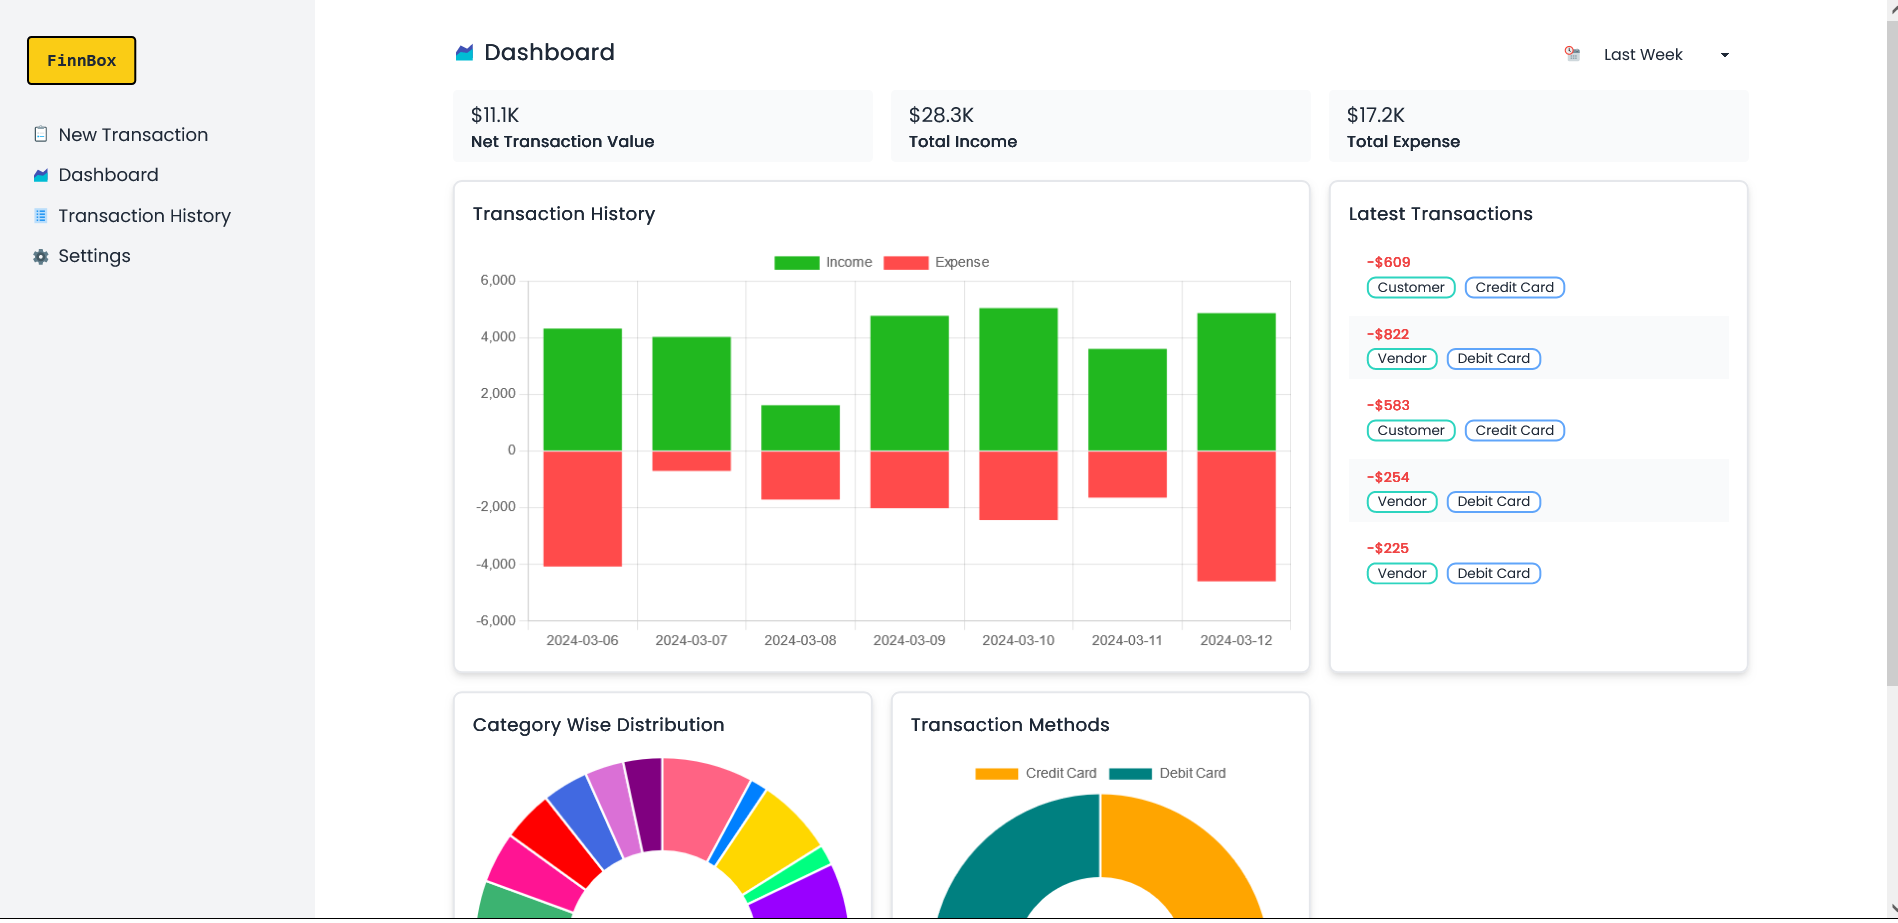 FinnBox
New Transaction
Dashboard
Transaction History
Settings
Dashboard
Last Week
$11.1K
Net Transaction Value
$28.3K
Total Income
$17.2K
Total Expense
Transaction History
Income Expense
6,000
4,000
2,000
0
-2,000
-4,000
-6,000
2024-03-06 2024-03-07 2024-03-08 2024-03-09 2024-03-10 2024-03-11 2024-03-12
Latest Transactions
-$609
Customer Credit Card
-$822
Vendor Debit Card
-$583
Customer Credit Card
-$254
Vendor Debit Card
-$225
Vendor Debit Card
Category Wise Distribution
Transaction Methods
Credit Card Debit Card